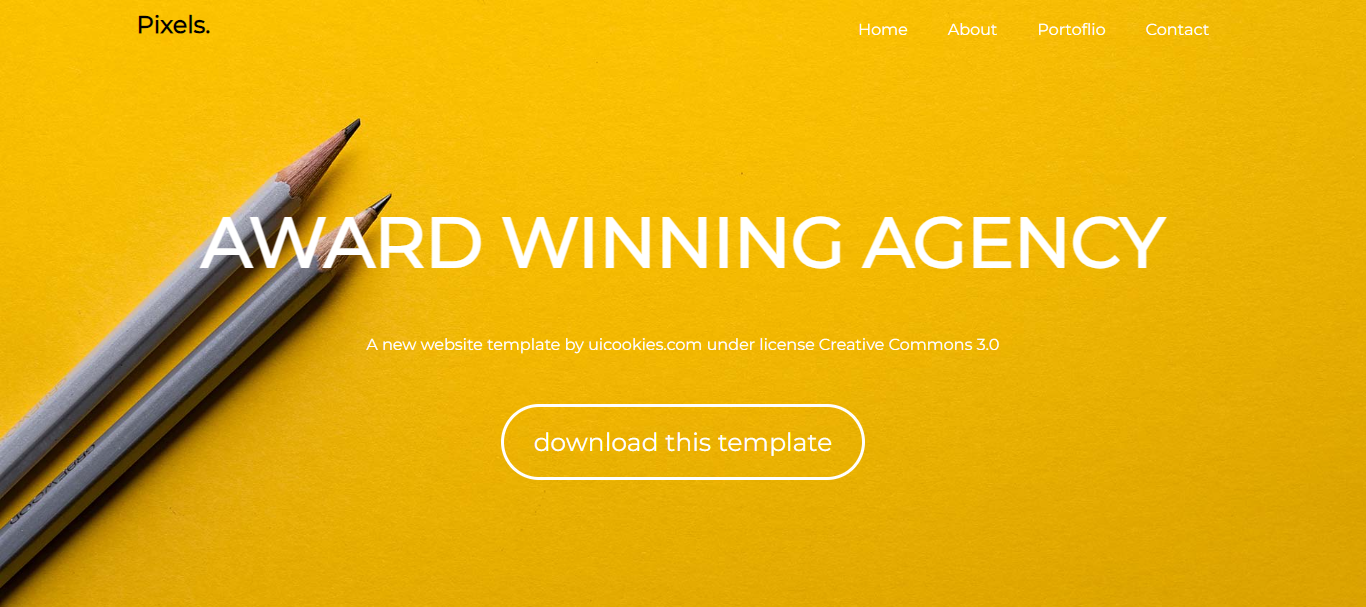 Pixels.
Home About Portoflio Contact
AWARD WINNING AGENCY
A new website template by uicookies.com under license Creative Commons 3.0
download this template